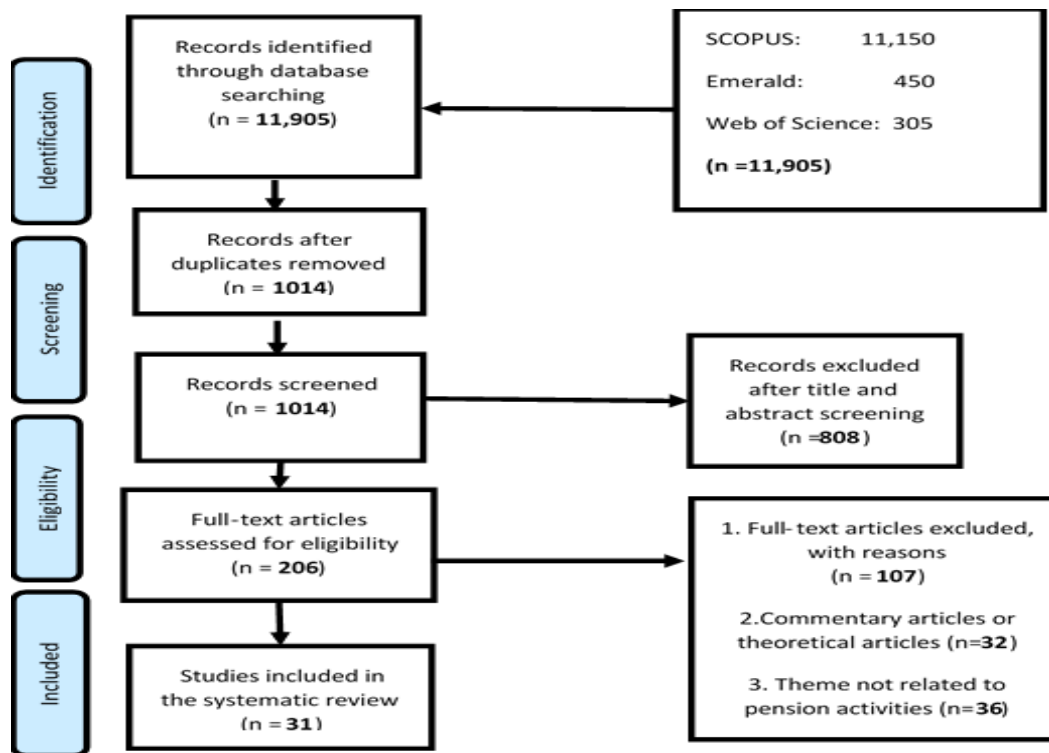 Identification
Screening
Eligibility
Included
Records identified
through database
searching
(n = 11,905)
SCOPUS: 11,150
Emerald: 450
Web of Science: 305
(n =11,905)
Records after
duplicates removed
(n = 1014)
Records screened
(n = 1014)
Records excluded
after title and
abstract screening
(n =808)
Full-text articles
assessed for eligibility
(n = 206)
1. Full-text articles excluded,
with reasons
(n = 107)
2.Commentary articles or
theoretical articles (n=32)
3. Theme not related to
pension activities (n=36)
Studies included in
the systematic review
(n = 31)